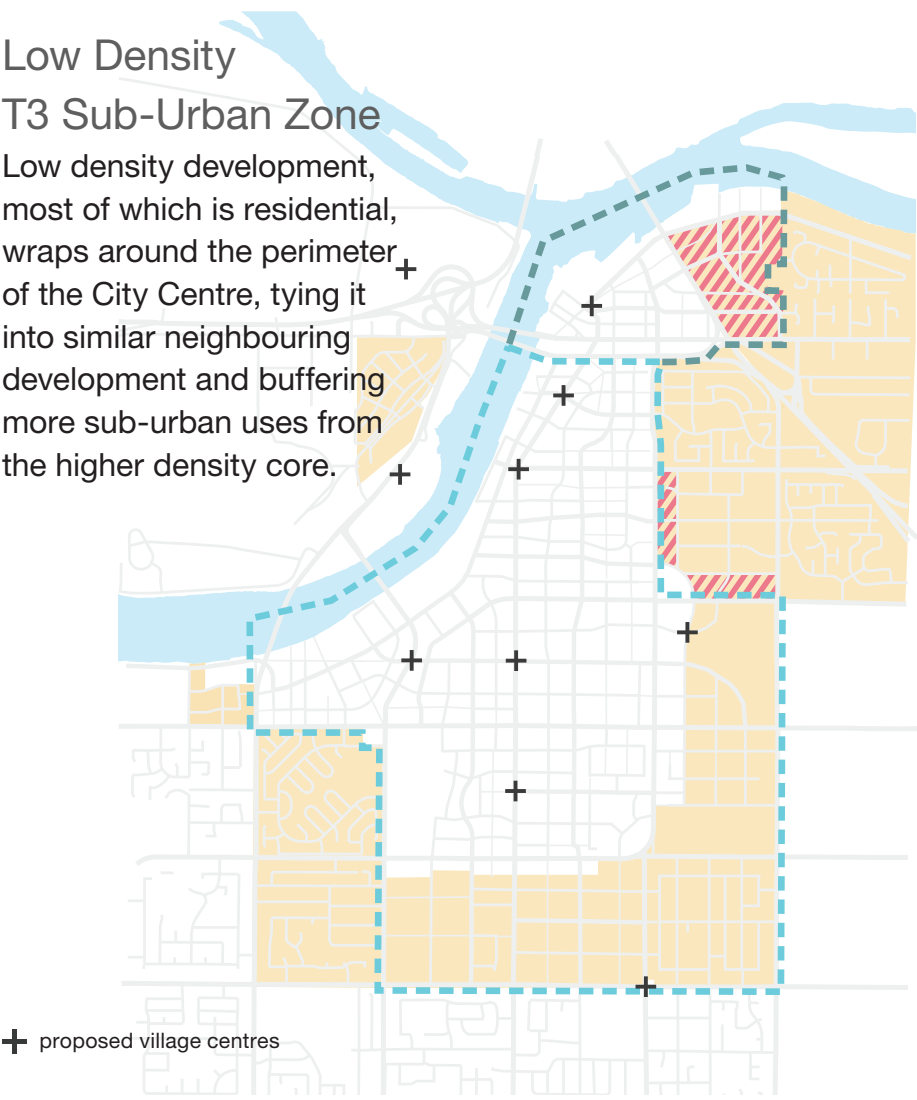 Low Density
T3 Sub-Urban Zone
Low density development,
most of which is residential,
wraps around the perimeter
of the City Centre, tying it
into similar neighbouring
development and buffering
more sub-urban uses from
the higher density core.
proposed village centres